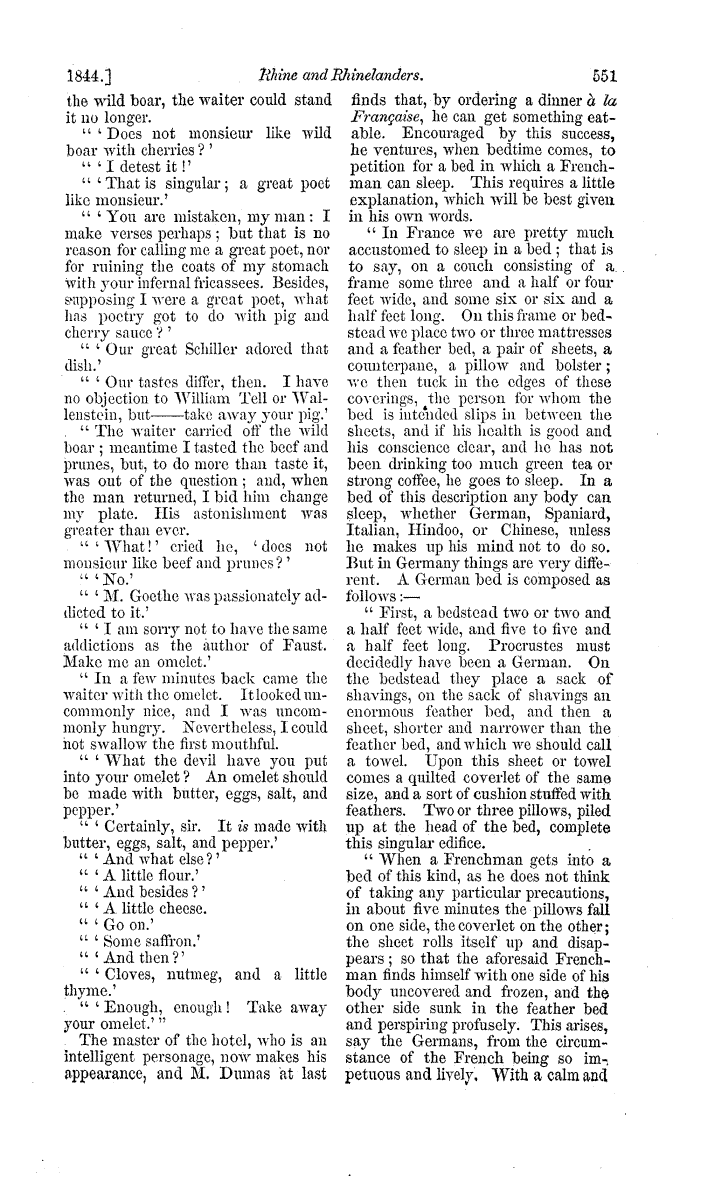 1844.] Rhine and Rhinelanders. 551
the wild boar, the waiter could stand
it no longer.
" ' Does not monsieur like wild
boar with cherries ? '
" ' I detest it !'
" ' That is singular ; a great poet
like monsieur.'
" ' You are mistaken, my man : I
make verses perhaps ; but that is no
reason for calling me a great poet, nor
for ruining the coats of my stomach
with your infernal fricassees. Besides,
supposing I were a great poet, what
has poetry got to do with pig and
cherry sauce ? '
" ' Our great Schiller adored that
dish.'
" ' Our tastes differ, then. I have
no objection to William Tell or Wal-
lenstein, but——take away your pig.'
" The waiter carried off the wild
boar ; meantime I tasted the beef and
prunes, but, to do more than taste it,
was out of the question ; and, when
the man returned, I bid him change
my plate. His astonishment was
greater than ever.
" ' What!' cried he, ' does not
monsieur like beef and prunes ? '
" ' No.'
" ' M. Goethe was passionately ad-
dicted to it.'
" ' I am sorry not to have the same
addictions as the author of Faust.
Make me an omelet.'
" In a few minutes back came the
waiter with the omelet. It looked un-
commonly nice, and I was uncom-
monly hungry. Nevertheless, I could
not swallow the first mouthful.
" ' What the devil have you put
into your omelet ? An omelet should
be made with butter, eggs, salt, and
pepper.'
" ' Certainly, sir. It is made with
butter, eggs, salt, and pepper.'
" ' And what else ? '
" ' A little flour.'
" ' And besides ? '
" ' A little cheese.
" ' Go on.'
" ' Some saffron.'
" ' And then ? '
" ' Cloves, nutmeg, and a little
thyme.'
" ' Enough, enough ! Take away
your omelet.' "
The master of the hotel, who is an
intelligent personage, now makes his
appearance, and M. Dumas at last
finds that, by ordering a dinner à la
Française, he can get something eat-
able. Encouraged by this success,
he ventures, when bedtime comes, to
petition for a bed in which a French-
man can sleep. This requires a little
explanation, which will be best given
in his own words.
" In France we are pretty much
accustomed to sleep in a bed ; that is
to say, on a couch consisting of a
frame some three and a half or four
feet wide, and some six or six and a
half feet long. On this frame or bed-
stead we place two or three mattresses
and a feather bed, a pair of sheets, a
counterpane, a pillow and bolster ;
we then tuck in the edges of these
coverings, the person for whom the
bed is intended slips in between the
sheets, and if his health is good and
his conscience clear, and he has not
been drinking too much green tea or
strong coffee, he goes to sleep. In a
bed of this description any body can
sleep, whether German, Spaniard,
Italian, Hindoo, or Chinese, unless
he makes up his mind not to do so.
But in Germany things are very diffe-
rent. A German bed is composed as
follows :—
" First, a bedstead two or two and
a half feet wide, and five to five and
a half feet long. Procrustes must
decidedly have been a German. On
the bedstead they place a sack of
shavings, on the sack of shavings an
enormous feather bed, and then a
sheet, shorter and narrower than the
feather bed, and which we should call
a towel. Upon this sheet or towel
comes a quilted coverlet of the same
size, and a sort of cushion stuffed with
feathers. Two or three pillows, piled
up at the head of the bed, complete
this singular edifice.
" When a Frenchman gets into a
bed of this kind, as he does not think
of taking any particular precautions,
in about five minutes the pillows fall
on one side, the coverlet on the other ;
the sheet rolls itself up and disap-
pears ; so that the aforesaid French-
man finds himself with one side of his
body uncovered and frozen, and the
other side sunk in the feather bed
and perspiring profusely. This arises,
say the Germans, from the circum-
stance of the French being so im-
petuous and lively. With a calm and